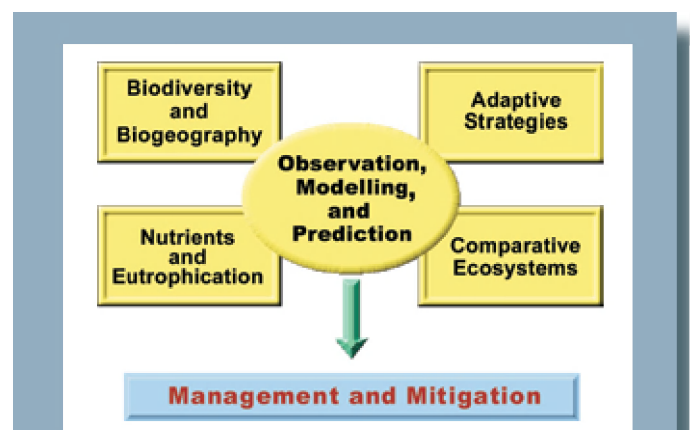 Biodiversity
and
Biogeography
Adaptive
Strategies
Observation,
Modelling,
and
Prediction
Nutrients
and
Eutrophication
Comparative
Ecosystems
Management and Mitigation